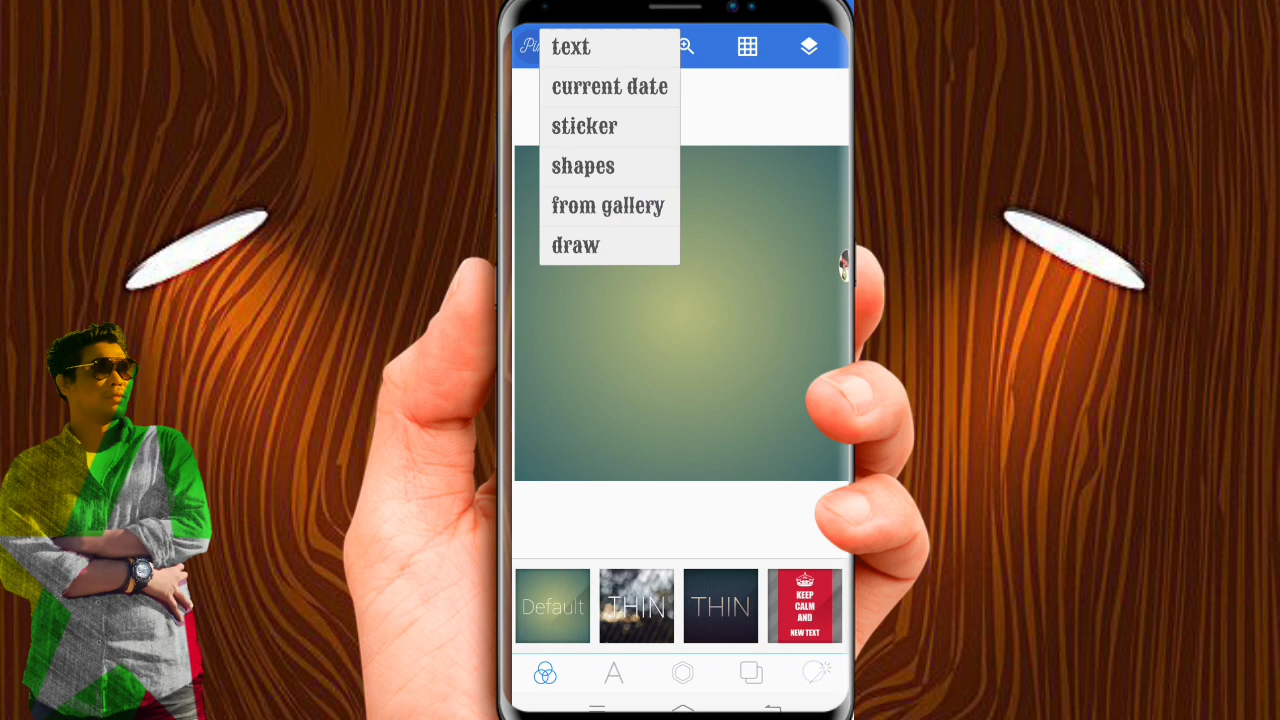 text
current date
sticker
shapes
from gallery
draw
Default
THIN
THIN
KEEP
CALM
AND
NEW TEXT